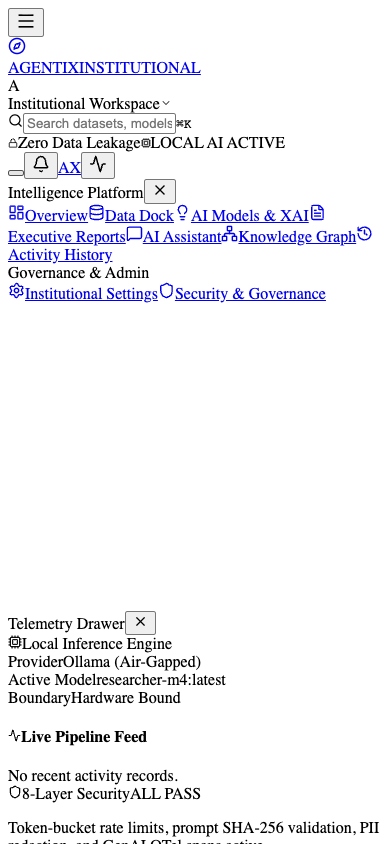 AGENTIXINSTITUTIONAL
A
Institutional Workspace
Search datasets, models ⌘K
Zero Data Leakage LOCAL AI ACTIVE
AX
Intelligence Platform
Overview Data Dock AI Models & XAI
Executive Reports AI Assistant Knowledge Graph
Activity History
Governance & Admin
Institutional Settings Security & Governance
Telemetry Drawer
Local Inference Engine
ProviderOllama (Air-Gapped)
Active Modelresearcher-m4:latest
BoundaryHardware Bound
Live Pipeline Feed
No recent activity records.
8-Layer SecurityALL PASS
Token-bucket rate limits, prompt SHA-256 validation, PII